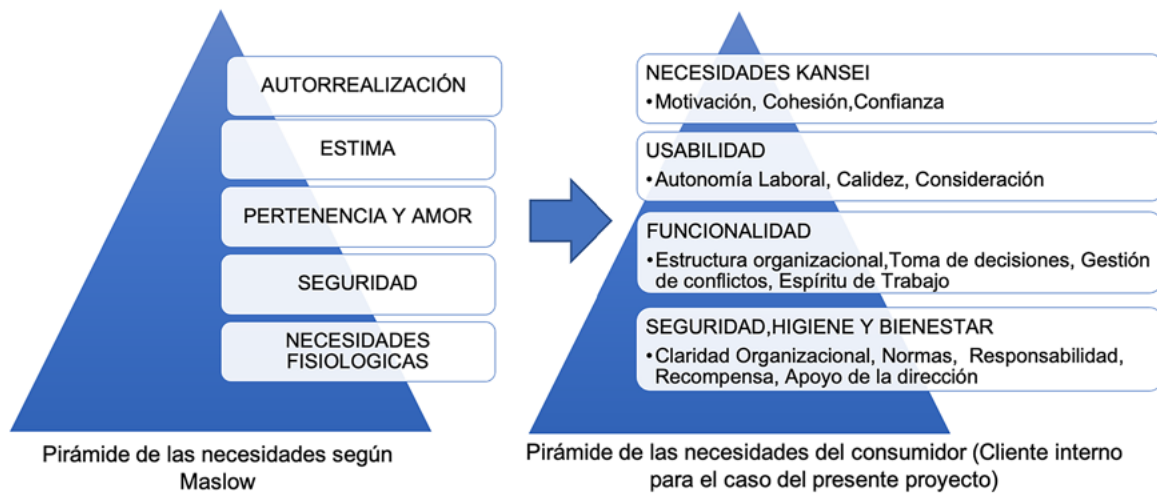 AUTORREALIZACIÓN
ESTIMA
PERTENENCIA Y AMOR
SEGURIDAD
NECESIDADES
FISIOLOGICAS
Pirámide de las necesidades según
Maslow
NECESIDADES KANSEI
•Motivación, Cohesión,Confianza
USABILIDAD
•Autonomía Laboral, Calidez, Consideración
FUNCIONALIDAD
•Estructura organizacional,Toma de decisiones, Gestión
de conflictos, Espíritu de Trabajo
SEGURIDAD,HIGIENE Y BIENESTAR
•Claridad Organizacional, Normas, Responsabilidad,
Recompensa, Apoyo de la dirección
Pirámide de las necesidades del consumidor (Cliente interno
para el caso del presente proyecto)